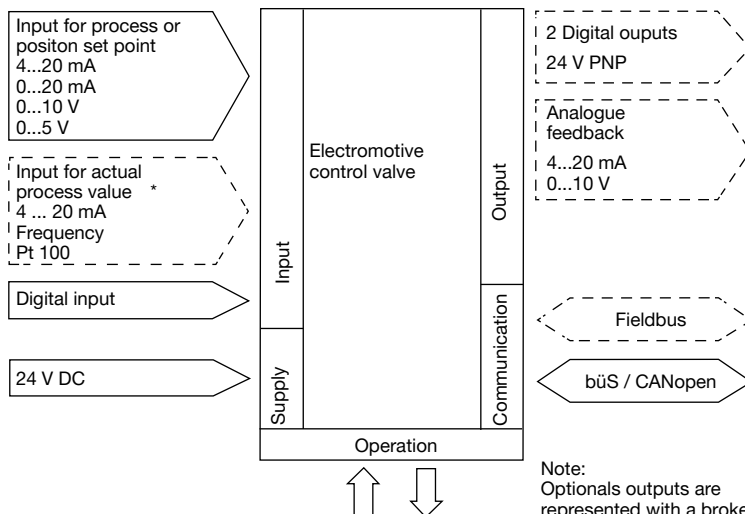 Input for process or
positon set point
4...20 mA
0...20 mA
0...10 V
0...5 V
Input for actual
process value *
4 ... 20 mA
Frequency
Pt 100
Digital input
24 V DC
Input
Supply
Electromotive
control valve
Output
Communication
Operation
2 Digital ouputs
24 V PNP
Analogue
feedback
4...20 mA
0...10 V
Fieldbus
büS / CANopen
Note:
Optionals outputs are
represented with a broke